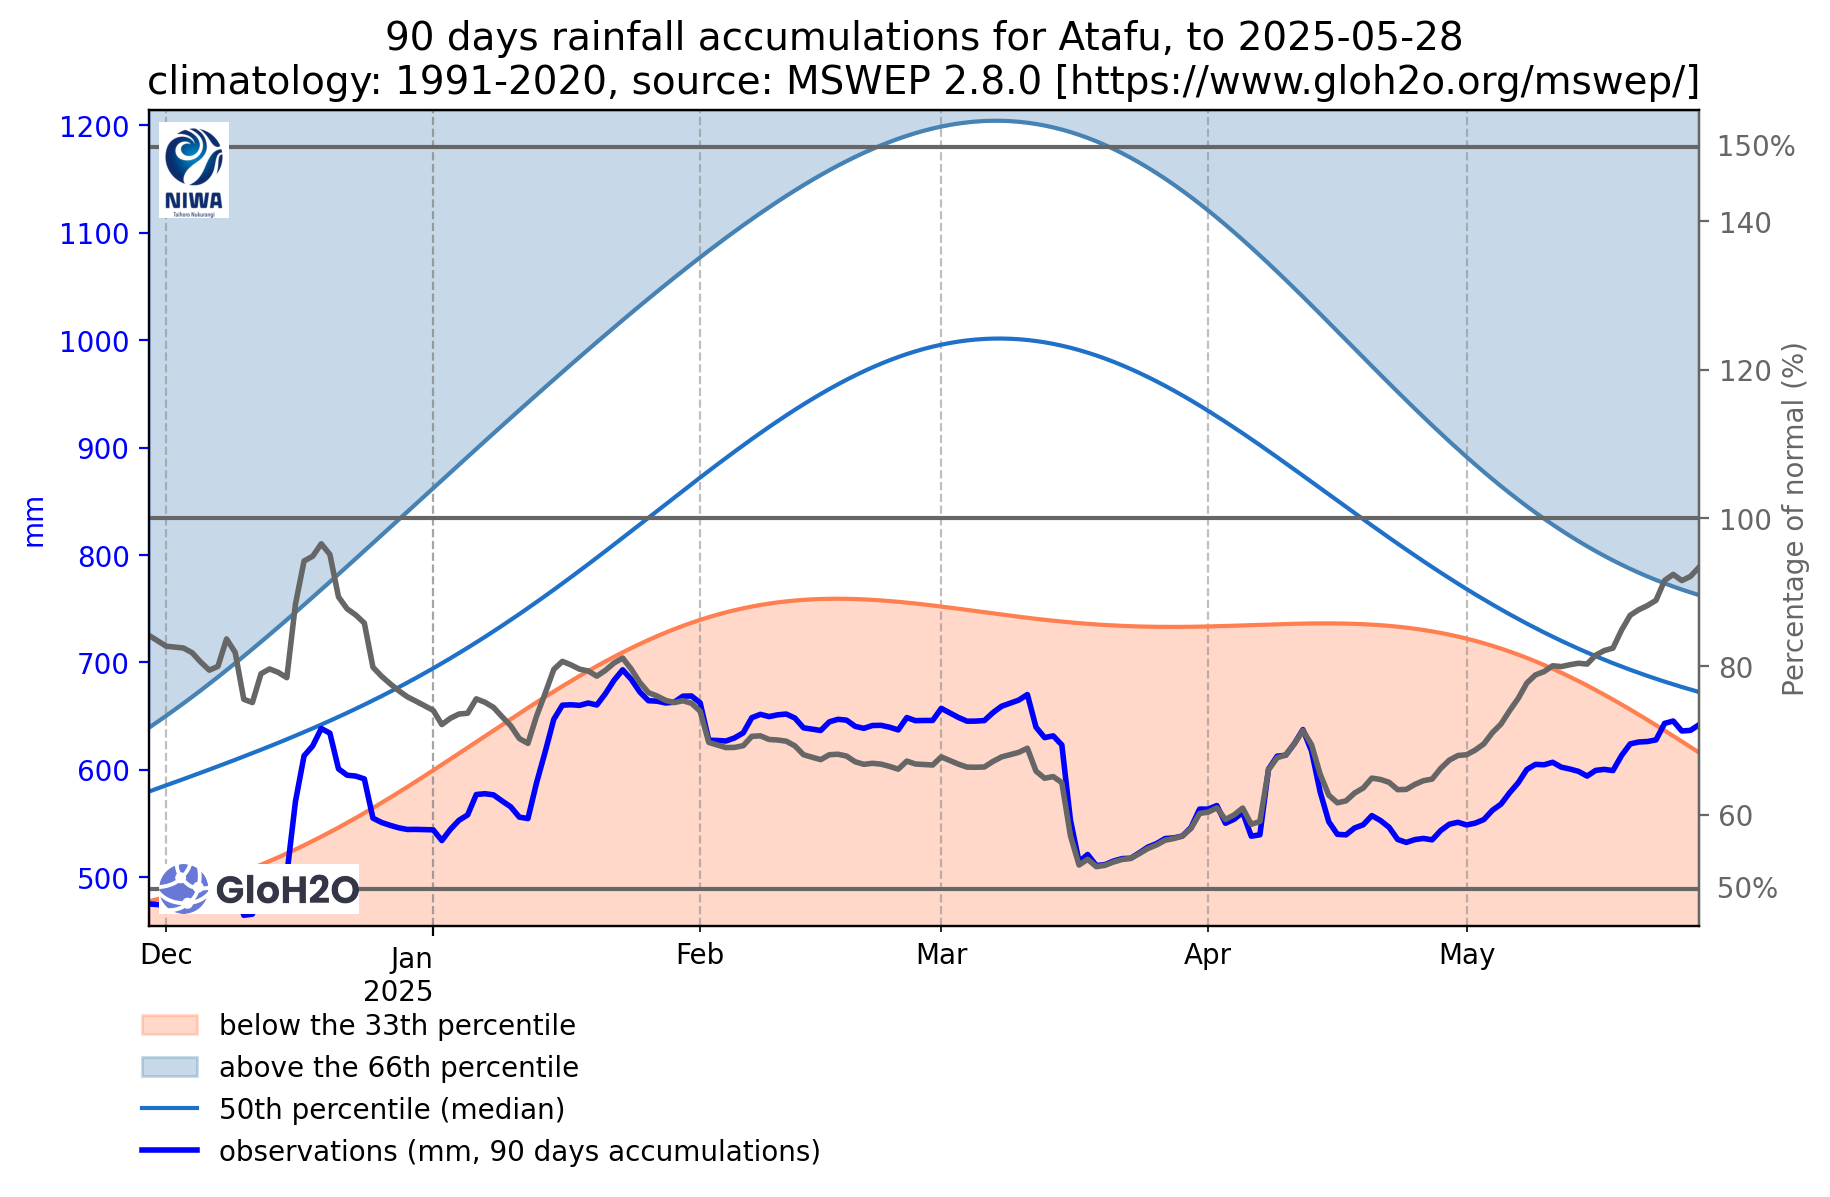 90 days rainfall accumulations for Atafu, to 2025-05-28
climatology: 1991-2020, source: MSWEP 2.8.0 [https://www.gloh2o.org/mswep/]
1200
1100
1000
900
800
700
600
500
mm
NIWA
Taihoro Nukurangi
GloH2O
150%
140
120
100
80
60
50%
Percentage of normal (%)
Dec
Jan
2025
Feb
Mar
Apr
May
below the 33th percentile
above the 66th percentile
50th percentile (median)
observations (mm, 90 days accumulations)